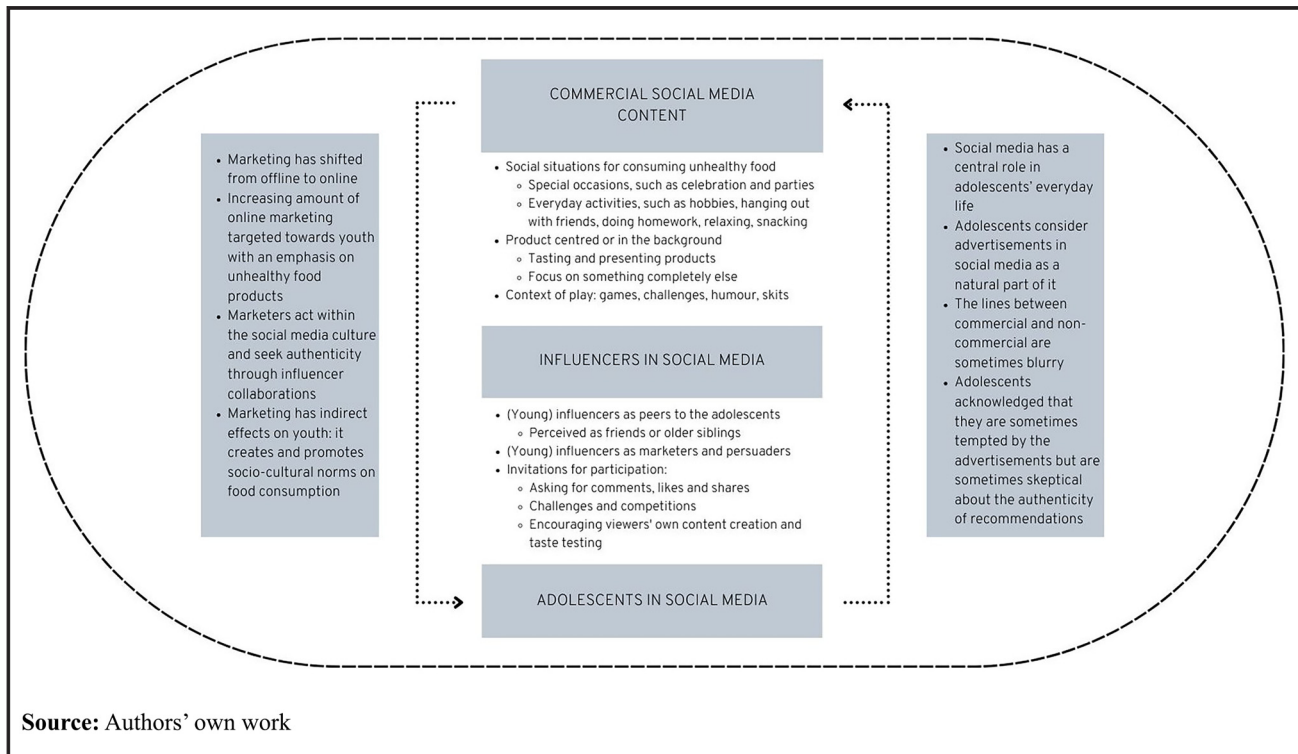 COMMERCIAL SOCIAL MEDIA
CONTENT
• Marketing has shifted
from offline to online
• Increasing amount of
online marketing
targeted towards youth
with an emphasis on
unhealthy food
products
• Marketers act within
the social media culture
and seek authenticity
through influencer
collaborations
• Marketing has indirect
effects on youth: it
creates and promotes
socio-cultural norms on
food consumption
• Social situations for consuming unhealthy food
◦ Special occasions, such as celebration and parties
◦ Everyday activities, such as hobbies, hanging out
with friends, doing homework, relaxing, snacking
• Product centred or in the background
◦ Tasting and presenting products
◦ Focus on something completely else
• Context of play: games, challenges, humour, skits
INFLUENCERS IN SOCIAL MEDIA
• (Young) influencers as peers to the adolescents
◦ Perceived as friends or older siblings
• (Young) influencers as marketers and persuaders
• Invitations for participation:
◦ Asking for comments, likes and shares
◦ Challenges and competitions
◦ Encouraging viewers' own content creation and
taste testing
ADOLESCENTS IN SOCIAL MEDIA
• Social media has a
central role in
adolescents' everyday
life
• Adolescents consider
advertisements in
social media as a
natural part of it
• The lines between
commercial and non-
commercial are
sometimes blurry
• Adolescents
acknowledged that
they are sometimes
tempted by the
advertisements but are
sometimes skeptical
about the authenticity
of recommendations
Source: Authors' own work